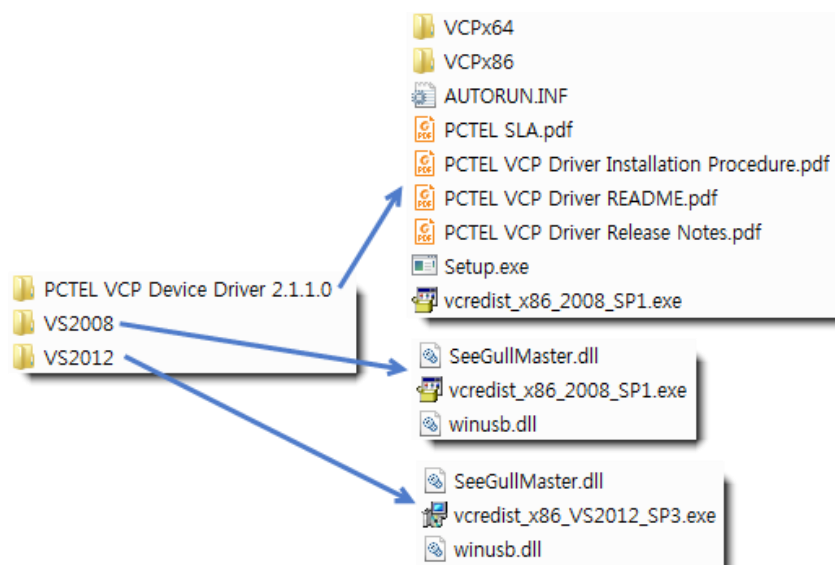 VCPx64
VCPx86
AUTORUN.INF
PCTEL SLA.pdf
PCTEL VCP Driver Installation Procedure.pdf
PCTEL VCP Driver README.pdf
PCTEL VCP Driver Release Notes.pdf
Setup.exe
vcredist_x86_2008_SP1.exe
PCTEL VCP Device Driver 2.1.1.0
VS2008
VS2012
SeeGullMaster.dll
vcredist_x86_2008_SP1.exe
winusb.dll
SeeGullMaster.dll
vcredist_x86_VS2012_SP3.exe
winusb.dll